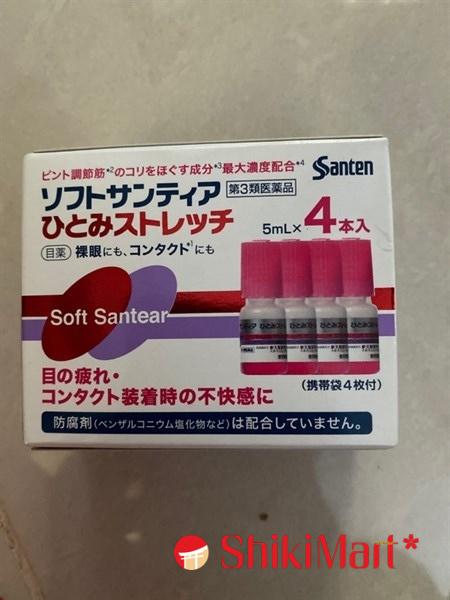 ピント調節筋*2のコリをほぐす成分*3最大濃度配合*4
Santen
ソフトサンティア 第3類医薬品
ひとみストレッチ
5mL×4本入
目薬 裸眼にも、コンタクト*1にも
Soft Santear
ひとみスト
目の疲れ・
コンタクト装着時の不快感に
(携帯袋4枚付)
防腐剤(ベンザルコニウム塩化物など)は配合していません。
ShikiMart*